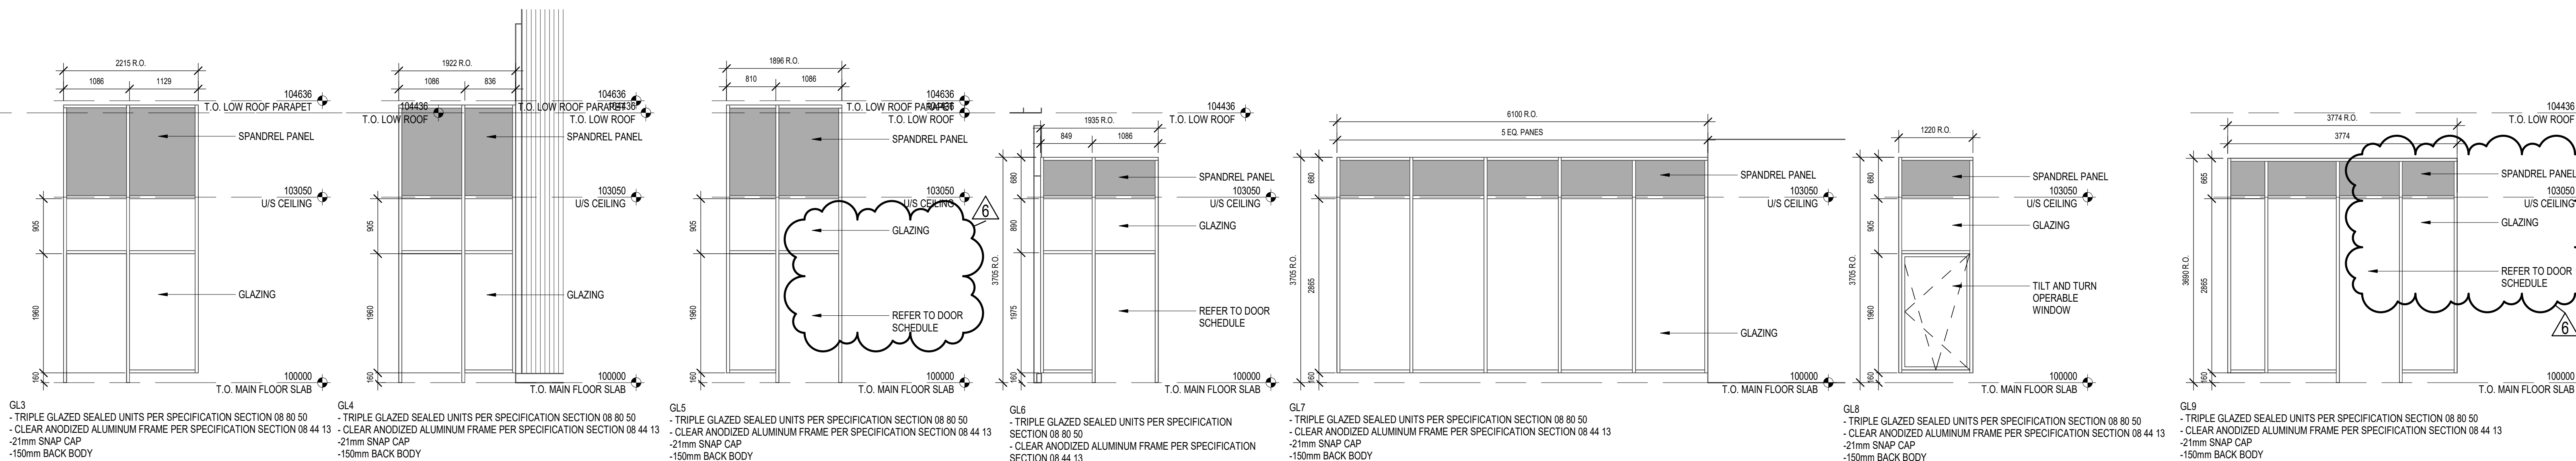 2215 R.O.
1086
1129
104636
T.O. LOW ROOF PARAPET
SPANDREL PANEL
103050
U/S CEILING
905
1960
GLAZING
160
100000
T.O. MAIN FLOOR SLAB
GL3
- TRIPLE GLAZED SEALED UNITS PER SPECIFICATION SECTION 08 80 50
- CLEAR ANODIZED ALUMINUM FRAME PER SPECIFICATION SECTION 08 44 13
-21mm SNAP CAP
-150mm BACK BODY
1922 R.O.
1086
836
104636
T.O. LOW ROOF PARAPET
104436
T.O. LOW ROOF
104436
T.O. LOW ROOF
SPANDREL PANEL
103050
U/S CEILING
905
1960
GLAZING
160
100000
T.O. MAIN FLOOR SLAB
GL4
- TRIPLE GLAZED SEALED UNITS PER SPECIFICATION SECTION 08 80 50
- CLEAR ANODIZED ALUMINUM FRAME PER SPECIFICATION SECTION 08 44 13
-21mm SNAP CAP
-150mm BACK BODY
1896 R.O.
810
1086
104636
T.O. LOW ROOF PARAPET
104436
T.O. LOW ROOF
SPANDREL PANEL
103050
U/S CEILING
6
905
GLAZING
1960
REFER TO DOOR
SCHEDULE
160
100000
T.O. MAIN FLOOR SLAB
GL5
- TRIPLE GLAZED SEALED UNITS PER SPECIFICATION SECTION 08 80 50
- CLEAR ANODIZED ALUMINUM FRAME PER SPECIFICATION SECTION 08 44 13
-21mm SNAP CAP
-150mm BACK BODY
104436
T.O. LOW ROOF
1935 R.O.
849
1086
680
SPANDREL PANEL
103050
U/S CEILING
890
GLAZING
3705 R.O.
1975
REFER TO DOOR
SCHEDULE
160
100000
T.O. MAIN FLOOR SLAB
GL6
- TRIPLE GLAZED SEALED UNITS PER SPECIFICATION
SECTION 08 80 50
- CLEAR ANODIZED ALUMINUM FRAME PER SPECIFICATION
SECTION 08 44 13
6100 R.O.
5 EQ. PANES
680
SPANDREL PANEL
103050
U/S CEILING
3705 R.O.
2865
GLAZING
160
100000
T.O. MAIN FLOOR SLAB
GL7
- TRIPLE GLAZED SEALED UNITS PER SPECIFICATION SECTION 08 80 50
- CLEAR ANODIZED ALUMINUM FRAME PER SPECIFICATION SECTION 08 44 13
-21mm SNAP CAP
-150mm BACK BODY
1220 R.O.
680
SPANDREL PANEL
103050
U/S CEILING
905
GLAZING
3705 R.O.
1960
TILT AND TURN
OPERABLE
WINDOW
160
100000
T.O. MAIN FLOOR SLAB
GL8
- TRIPLE GLAZED SEALED UNITS PER SPECIFICATION SECTION 08 80 50
- CLEAR ANODIZED ALUMINUM FRAME PER SPECIFICATION SECTION 08 44 13
-21mm SNAP CAP
-150mm BACK BODY
104436
T.O. LOW ROOF
3774 R.O.
3774
665
SPANDREL PANEL
103050
U/S CEILING
GLAZING
3690 R.O.
2865
REFER TO DOOR
SCHEDULE
6
160
100000
T.O. MAIN FLOOR SLAB
GL9
- TRIPLE GLAZED SEALED UNITS PER SPECIFICATION SECTION 08 80 50
- CLEAR ANODIZED ALUMINUM FRAME PER SPECIFICATION SECTION 08 44 13
-21mm SNAP CAP
-150mm BACK BODY